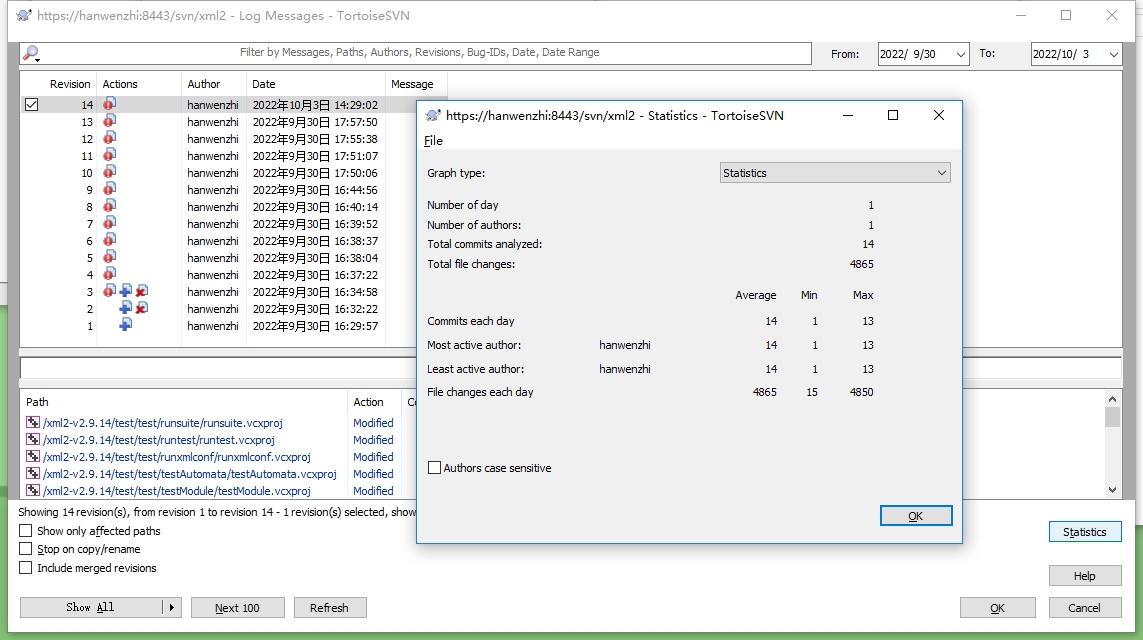 https://hanwenzhi:8443/svn/xml2 - Log Messages - TortoiseSVN
Filter by Messages, Paths, Authors, Revisions, Bug-IDs, Date, Date Range
From: 2022/ 9/30 To: 2022/10/ 3
Revision Actions Author Date Message
14 hanwenzhi 2022年10月3日 14:29:02
13 hanwenzhi 2022年9月30日 17:57:50
12 hanwenzhi 2022年9月30日 17:55:38
11 hanwenzhi 2022年9月30日 17:51:07
10 hanwenzhi 2022年9月30日 17:50:06
9 hanwenzhi 2022年9月30日 16:44:56
8 hanwenzhi 2022年9月30日 16:40:14
7 hanwenzhi 2022年9月30日 16:39:52
6 hanwenzhi 2022年9月30日 16:38:37
5 hanwenzhi 2022年9月30日 16:38:04
4 hanwenzhi 2022年9月30日 16:37:22
3 hanwenzhi 2022年9月30日 16:34:58
2 hanwenzhi 2022年9月30日 16:32:22
1 hanwenzhi 2022年9月30日 16:29:57
https://hanwenzhi:8443/svn/xml2 - Statistics - TortoiseSVN
File
Graph type: Statistics
Number of day 1
Number of authors: 1
Total commits analyzed: 14
Total file changes: 4865
Average Min Max
Commits each day 14 1 13
Most active author: hanwenzhi 14 1 13
Least active author: hanwenzhi 14 1 13
File changes each day 4865 15 4850
Authors case sensitive
OK
Path Action Co
/xml2-v2.9.14/test/test/runsuite/runsuite.vcxproj Modified
/xml2-v2.9.14/test/test/runtest/runtest.vcxproj Modified
/xml2-v2.9.14/test/test/runxmlconf/runxmlconf.vcxproj Modified
/xml2-v2.9.14/test/test/testAutomata/testAutomata.vcxproj Modified
/xml2-v2.9.14/test/test/testModule/testModule.vcxproj Modified
Showing 14 revision(s), from revision 1 to revision 14 - 1 revision(s) selected, show
Show only affected paths
Stop on copy/rename
Include merged revisions
Statistics
Help
Show All Next 100 Refresh OK Cancel